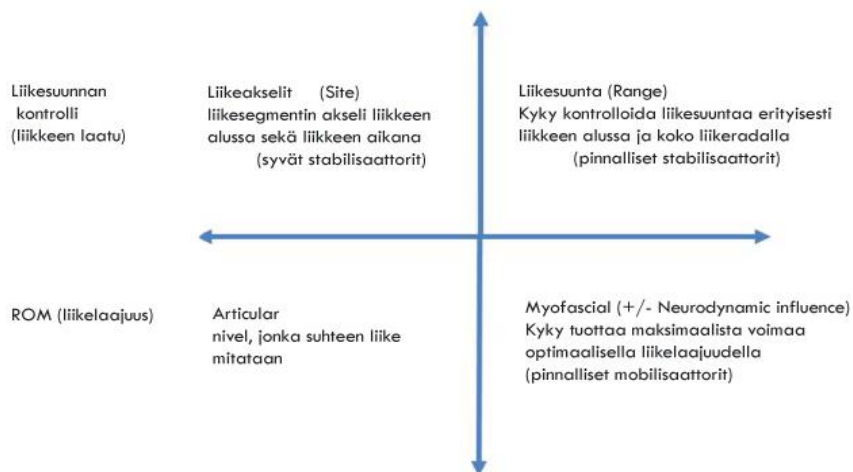 Liikesuunnan
kontrolli
(liikkeen laatu)
Liikeakselit (Site)
liikesegmentin akseli liikkeen
alussa sekä liikkeen aikana
(syvät stabilisaattorit)
Liikesuunta (Range)
Kyky kontrolloida liikesuuntaa erityisesti
liikkeen alussa ja koko liikeradalla
(pinnalliset stabilisaattorit)
ROM (liikelaajuus)
Articular
nivel, jonka suhteen liike
mitataan
Myofascial (+/- Neurodynamic influence)
Kyky tuottaa maksimaalista voimaa
optimaalisella liikelaajuudella
(pinnalliset mobilisaattorit)